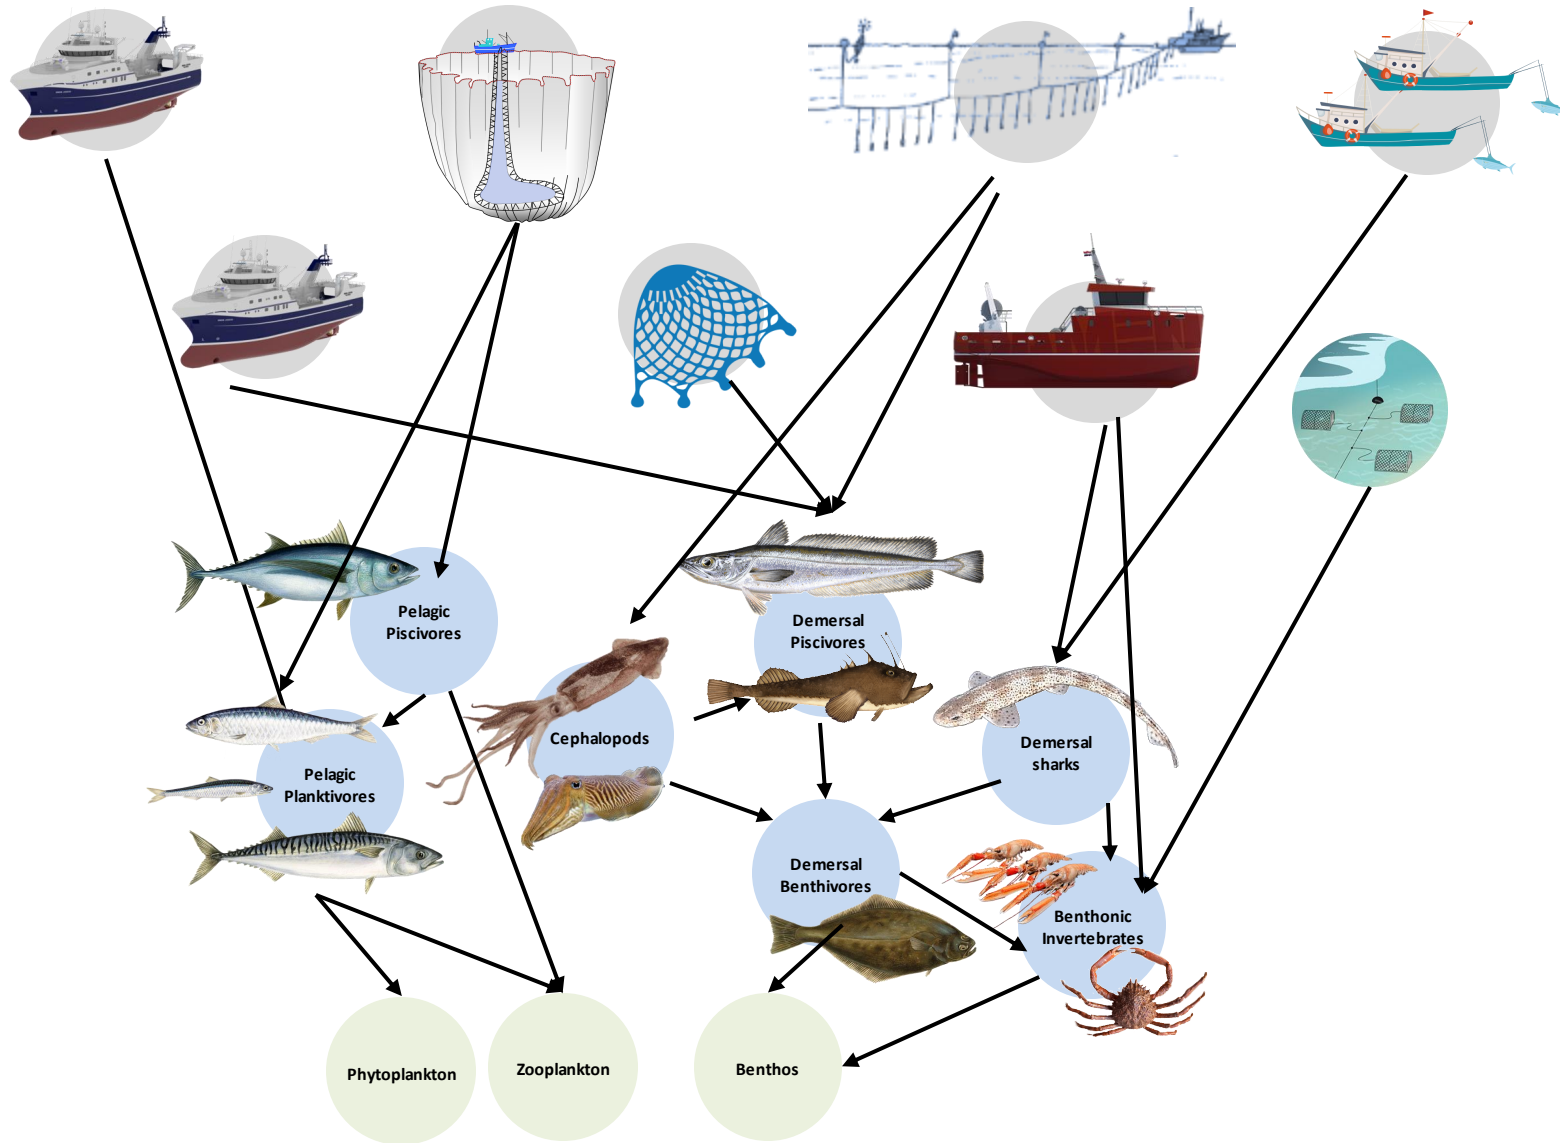 Pelagic
Piscivores
Demersal
Piscivores
Cephalopods
Demersal
sharks
Pelagic
Planktivores
Demersal
Benthivores
Benthonic
Invertebrates
Phytoplankton
Zooplankton
Benthos